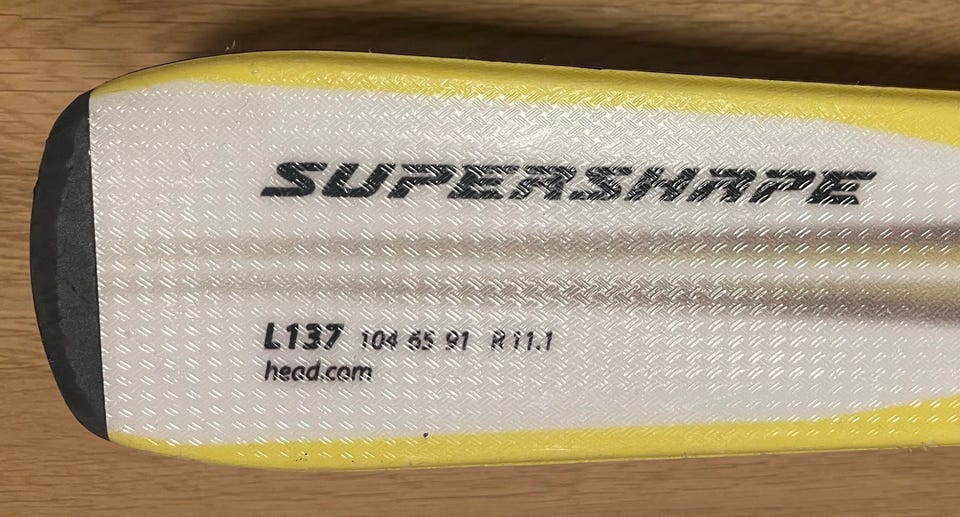 SUPERSHAPE
L137 104 65 91 R 11.1
head.com